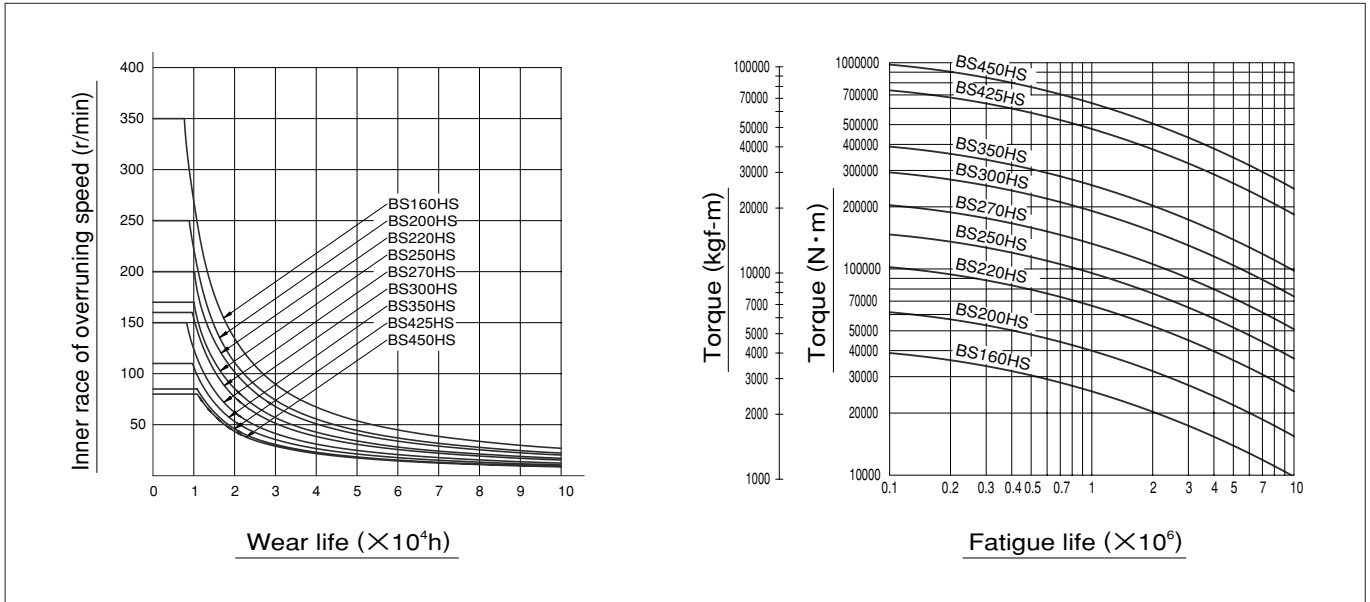 Inner race of overruning speed (r/min)
400
350
300
250
200
150
100
50
0 1 2 3 4 5 6 7 8 9 10
BS160HS
BS200HS
BS220HS
BS250HS
BS270HS
BS300HS
BS350HS
BS425HS
BS450HS
Wear life (×10⁴h)
Torque (kgf-m)
100000
70000
50000
40000
30000
20000
10000
7000
5000
4000
3000
2000
1000
Torque (N·m)
1000000
700000
500000
400000
300000
200000
100000
70000
50000
40000
30000
20000
10000
BS450HS
BS425HS
BS350HS
BS300HS
BS270HS
BS250HS
BS220HS
BS200HS
BS160HS
0.1 0.2 0.3 0.4 0.5 0.7 1 2 3 4 5 7 10
Fatigue life (×10⁶)